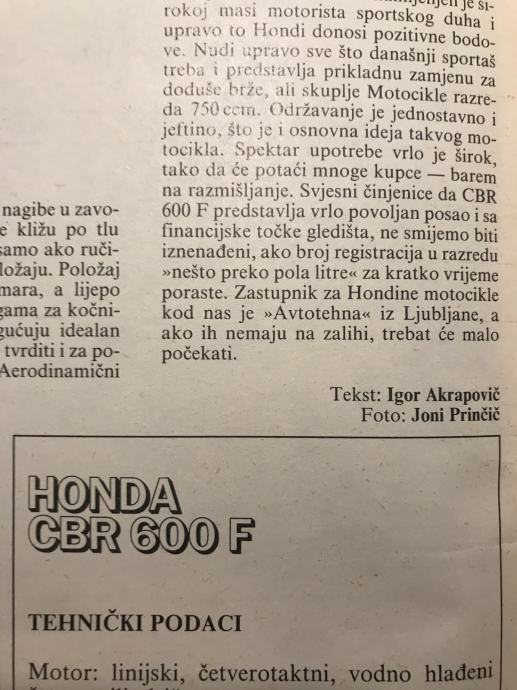 nagibe u zavo-
kližu po tlu
samo ako ruči-
Položaj
a lijepo
za kočni-
idealan
tvrditi i za po-
Aerodinamični
je ši-
rokoj masi motorista sportskog duha i
upravo to Hondi donosi pozitivne bodo-
ve. Nudi upravo sve što današnji sportaš
treba i predstavlja prikladnu zamjenu za
doduše brže, ali skuplje Motocikle razre-
da 750 ccm. Održavanje je jednostavno i
jeftino, što je i osnovna ideja takvog mo-
tocikla. Spektar upotrebe vrlo je širok,
tako da će potaći mnoge kupce — barem
na razmišljanje. Svjesni činjenice da CBR
600 F predstavlja vrlo povoljan posao i sa
financijske točke gledišta, ne smijemo biti
iznenađeni, ako broj registracija u razredu
»nešto preko pola litre« za kratko vrijeme
poraste. Zastupnik za Hondine motocikle
kod nas je »Avtotehna« iz Ljubljane, a
ako ih nemaju na zalihi, trebat će malo
počekati.
Tekst: Igor Akrapovič
Foto: Joni Prinčič
HONDA
CBR 600 F
TEHNIČKI PODACI
Motor: linijski, četverotaktni, vodno hlađeni